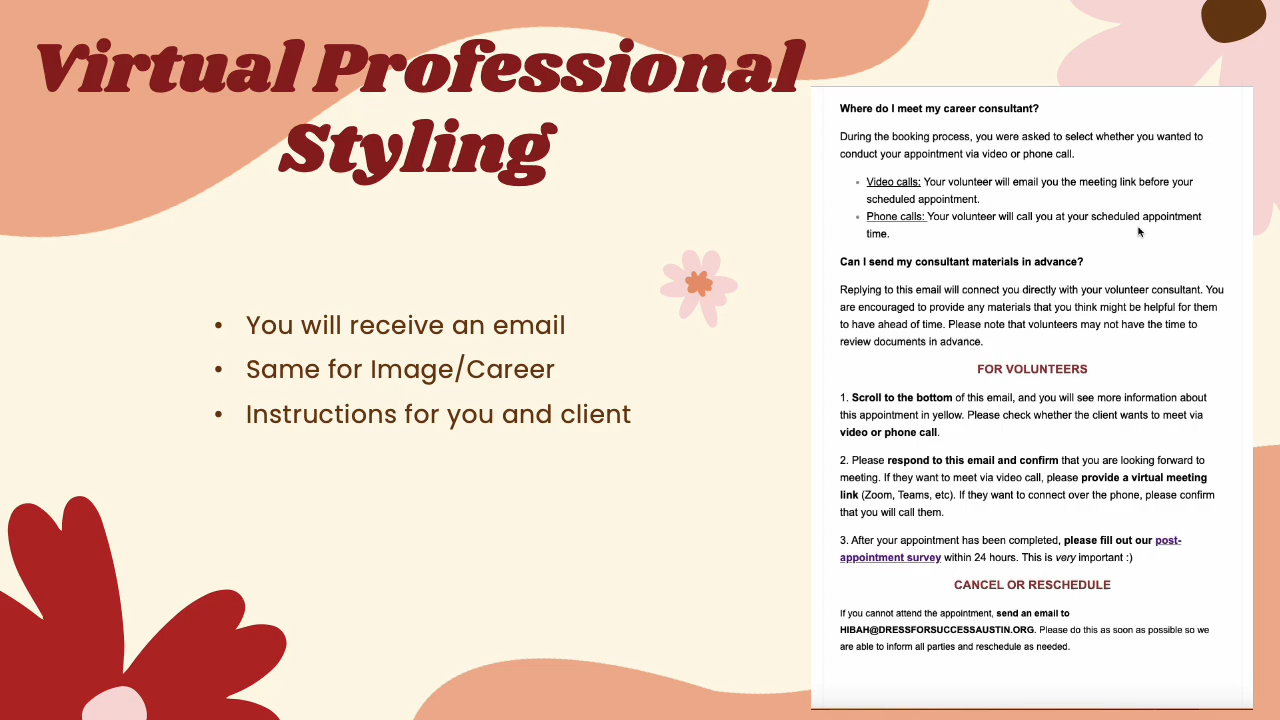 Virtual Professional
Styling
• You will receive an email
• Same for Image/Career
• Instructions for you and client
Where do I meet my career consultant?
During the booking process, you were asked to select whether you wanted to
conduct your appointment via video or phone call.
• Video calls: Your volunteer will email you the meeting link before your
scheduled appointment.
• Phone calls: Your volunteer will call you at your scheduled appointment
time.
Can I send my consultant materials in advance?
Replying to this email will connect you directly with your volunteer consultant. You
are encouraged to provide any materials that you think might be helpful for them
to have ahead of time. Please note that volunteers may not have the time to
review documents in advance.
FOR VOLUNTEERS
1. Scroll to the bottom of this email, and you will see more information about
this appointment in yellow. Please check whether the client wants to meet via
video or phone call.
2. Please respond to this email and confirm that you are looking forward to
meeting. If they want to meet via video call, please provide a virtual meeting
link (Zoom, Teams, etc). If they want to connect over the phone, please confirm
that you will call them.
3. After your appointment has been completed, please fill out our post-
appointment survey within 24 hours. This is very important :)
CANCEL OR RESCHEDULE
If you cannot attend the appointment, send an email to
HIBAH@DRESSFORSUCCESSAUSTIN.ORG. Please do this as soon as possible so we
are able to inform all parties and reschedule as needed.